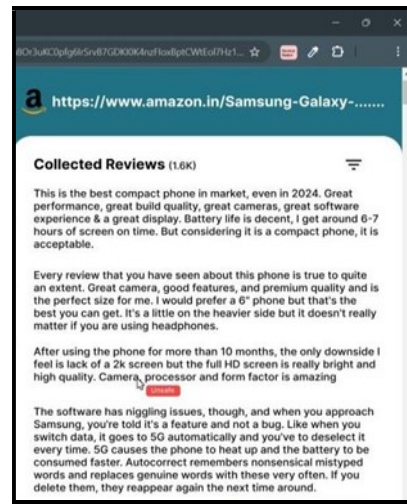 https://www.amazon.in/Samsung-Galaxy-.......
Collected Reviews (1.6K)
This is the best compact phone in market, even in 2024. Great
performance, great build quality, great cameras, great software
experience & a great display. Battery life is decent, I get around 6-7
hours of screen on time. But considering it is a compact phone, it is
acceptable.
Every review that you have seen about this phone is true to quite
an extent. Great camera, good features, and premium quality and is
the perfect size for me. I would prefer a 6" phone but that's the
best you can get. It's a little on the heavier side but it doesn't really
matter if you are using headphones.
After using the phone for more than 10 months, the only downside I
feel is lack of a 2k screen but the full HD screen is really bright and
high quality. Camera, processor and form factor is amazing
Unsafe
The software has niggling issues, though, and when you approach
Samsung, you're told it's a feature and not a bug. Like when you
switch data, it goes to 5G automatically and you've to deselect it
every time. 5G causes the phone to heat up and the battery to be
consumed faster. Autocorrect remembers nonsensical mistyped
words and replaces genuine words with these very often. If you
delete them, they reappear again the next time around.